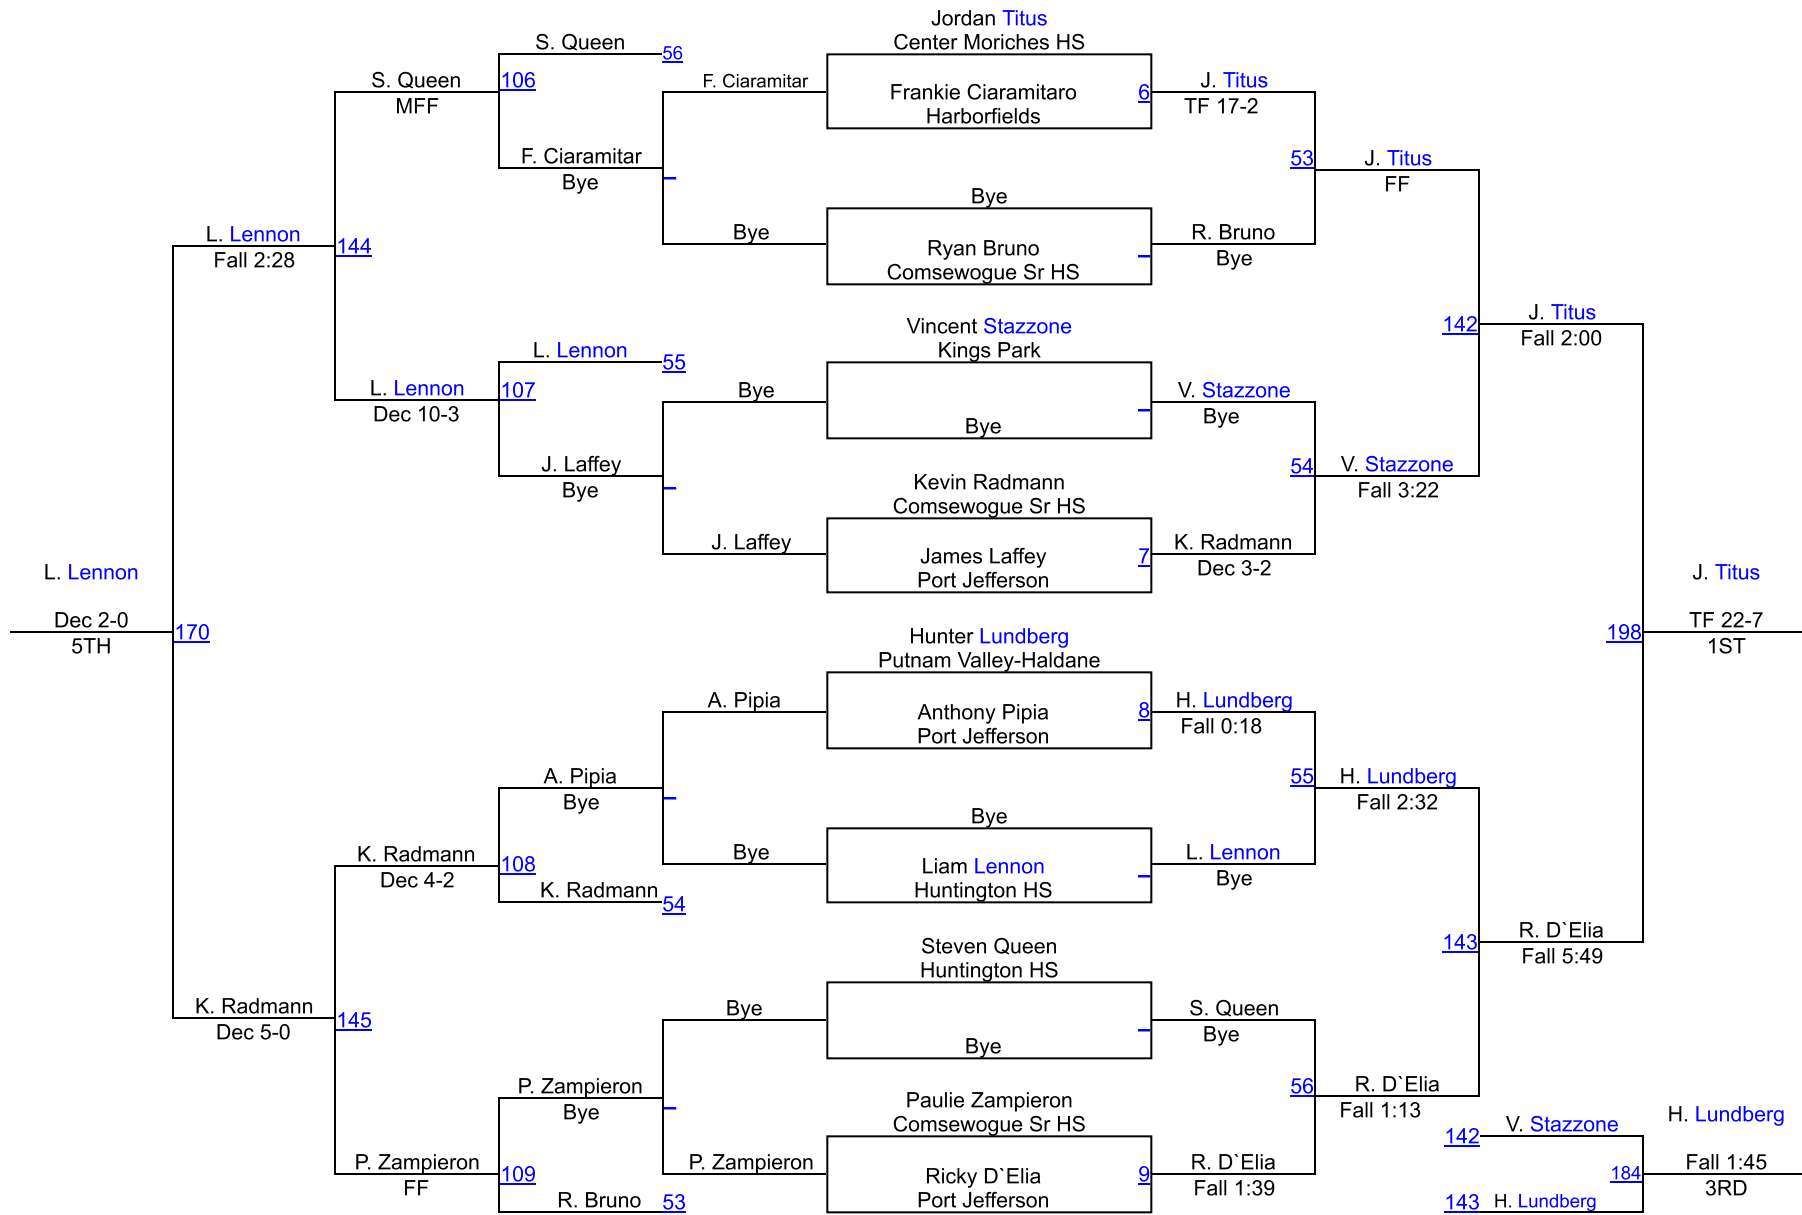 Jordan Titus
Center Moriches HS
S. Queen
56
S. Queen
106
MFF
F. Ciaramitar
Frankie Ciaramitaro
Harborfields
6
J. Titus
TF 17-2
F. Ciaramitar
Bye
53
J. Titus
FF
Bye
Bye
Ryan Bruno
Comsewogue Sr HS
R. Bruno
Bye
L. Lennon
Fall 2:28
144
Vincent Stazzone
Kings Park
142
J. Titus
Fall 2:00
L. Lennon
55
L. Lennon
Dec 10-3
107
Bye
Bye
V. Stazzone
Bye
J. Laffey
Bye
54
V. Stazzone
Fall 3:22
Kevin Radmann
Comsewogue Sr HS
J. Laffey
James Laffey
Port Jefferson
7
K. Radmann
Dec 3-2
L. Lennon
Dec 2-0
5TH
170
J. Titus
198
TF 22-7
1ST
Hunter Lundberg
Putnam Valley-Haldane
A. Pipia
Anthony Pipia
Port Jefferson
8
H. Lundberg
Fall 0:18
A. Pipia
Bye
55
H. Lundberg
Fall 2:32
Bye
Bye
Liam Lennon
Huntington HS
L. Lennon
Bye
K. Radmann
Dec 4-2
108
K. Radmann
54
Steven Queen
Huntington HS
143
R. D`Elia
Fall 5:49
K. Radmann
Dec 5-0
145
Bye
Bye
S. Queen
Bye
P. Zampieron
Bye
56
R. D`Elia
Fall 1:13
Paulie Zampieron
Comsewogue Sr HS
P. Zampieron
FF
109
P. Zampieron
Ricky D`Elia
Port Jefferson
9
R. D`Elia
Fall 1:39
R. Bruno
53
142
V. Stazzone
H. Lundberg
184
Fall 1:45
3RD
143
H. Lundberg